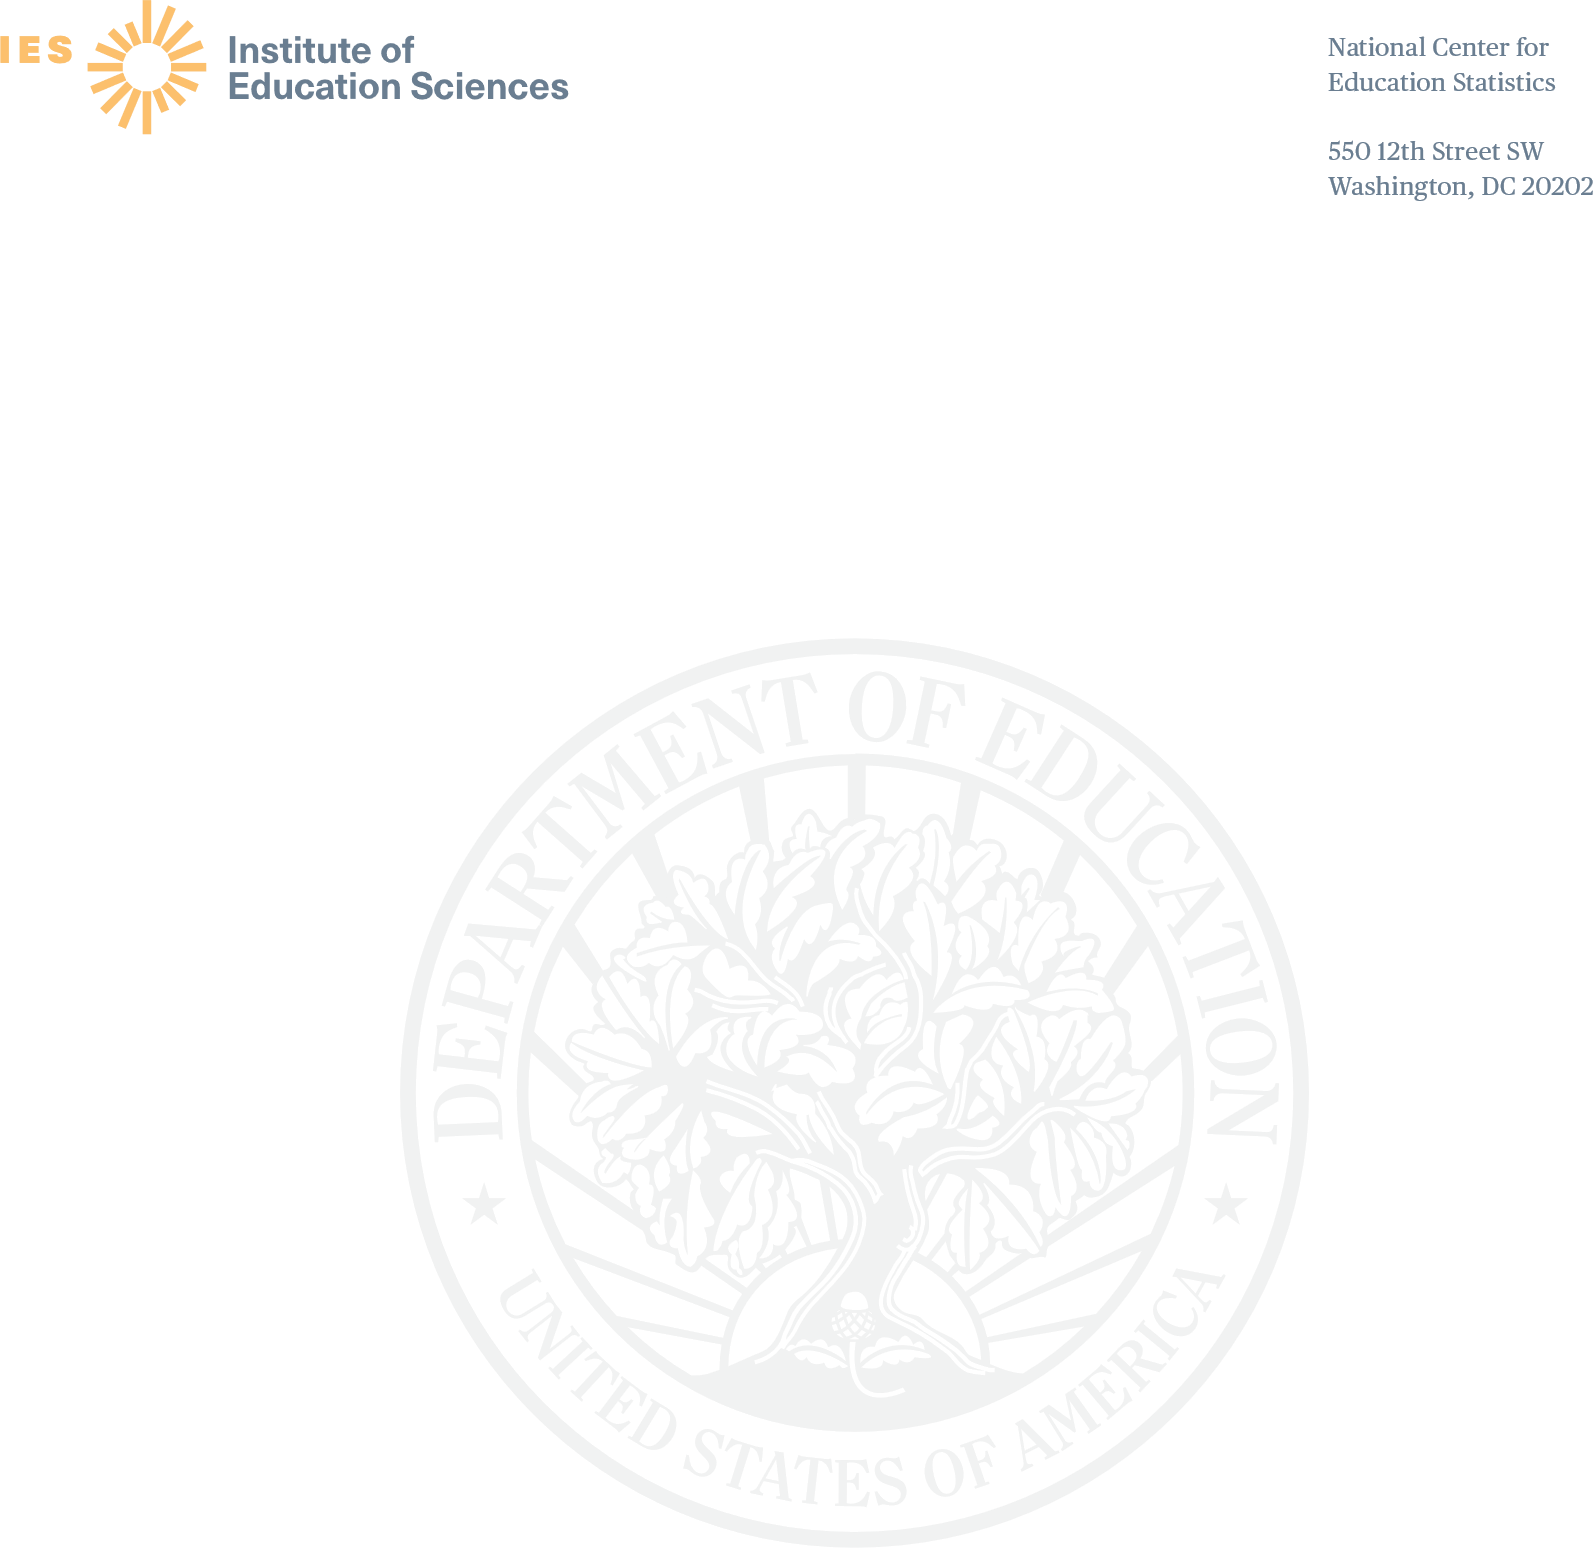 IES
Institute of
Education Sciences
National Center for
Education Statistics
550 12th Street SW
Washington, DC 20202
DEPARTMENT OF EDUCATION
UNITED STATES OF AMERICA